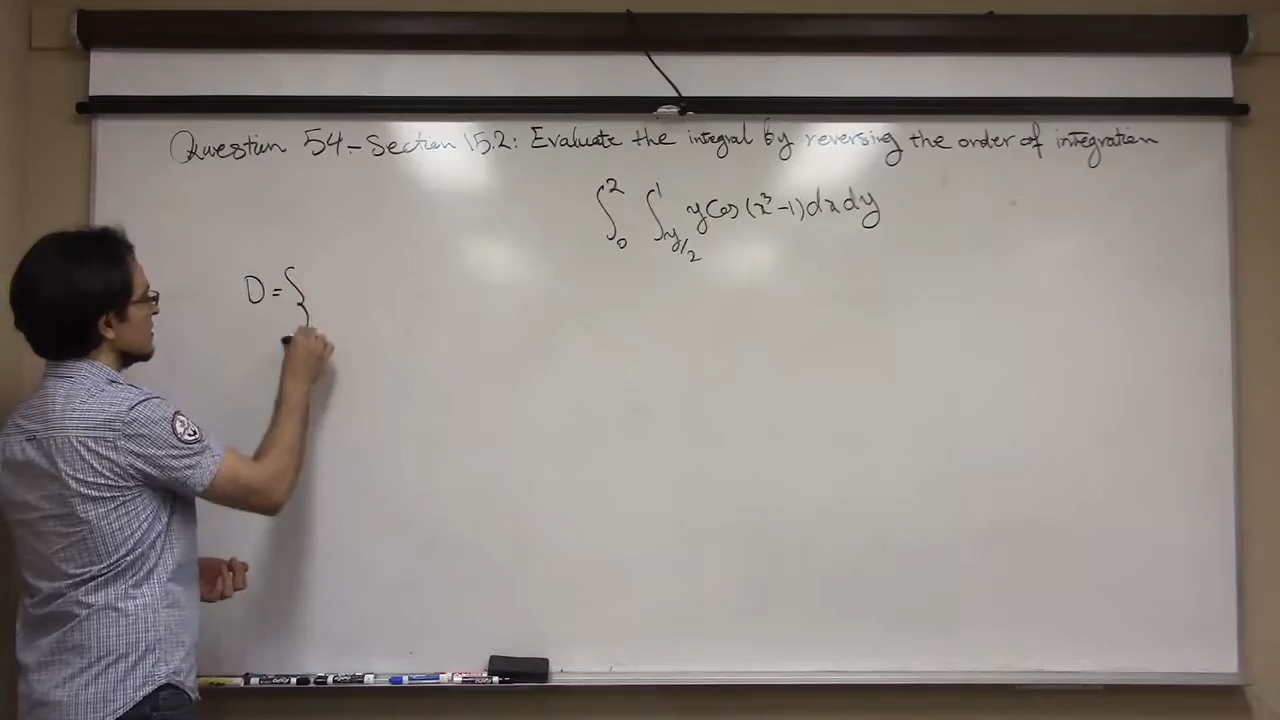 Question 54 - Section 15.2: Evaluate the integral by reversing the order of integration
∫₀² ∫_{y/2}^1 y cos(x³-1) dx dy
D = {